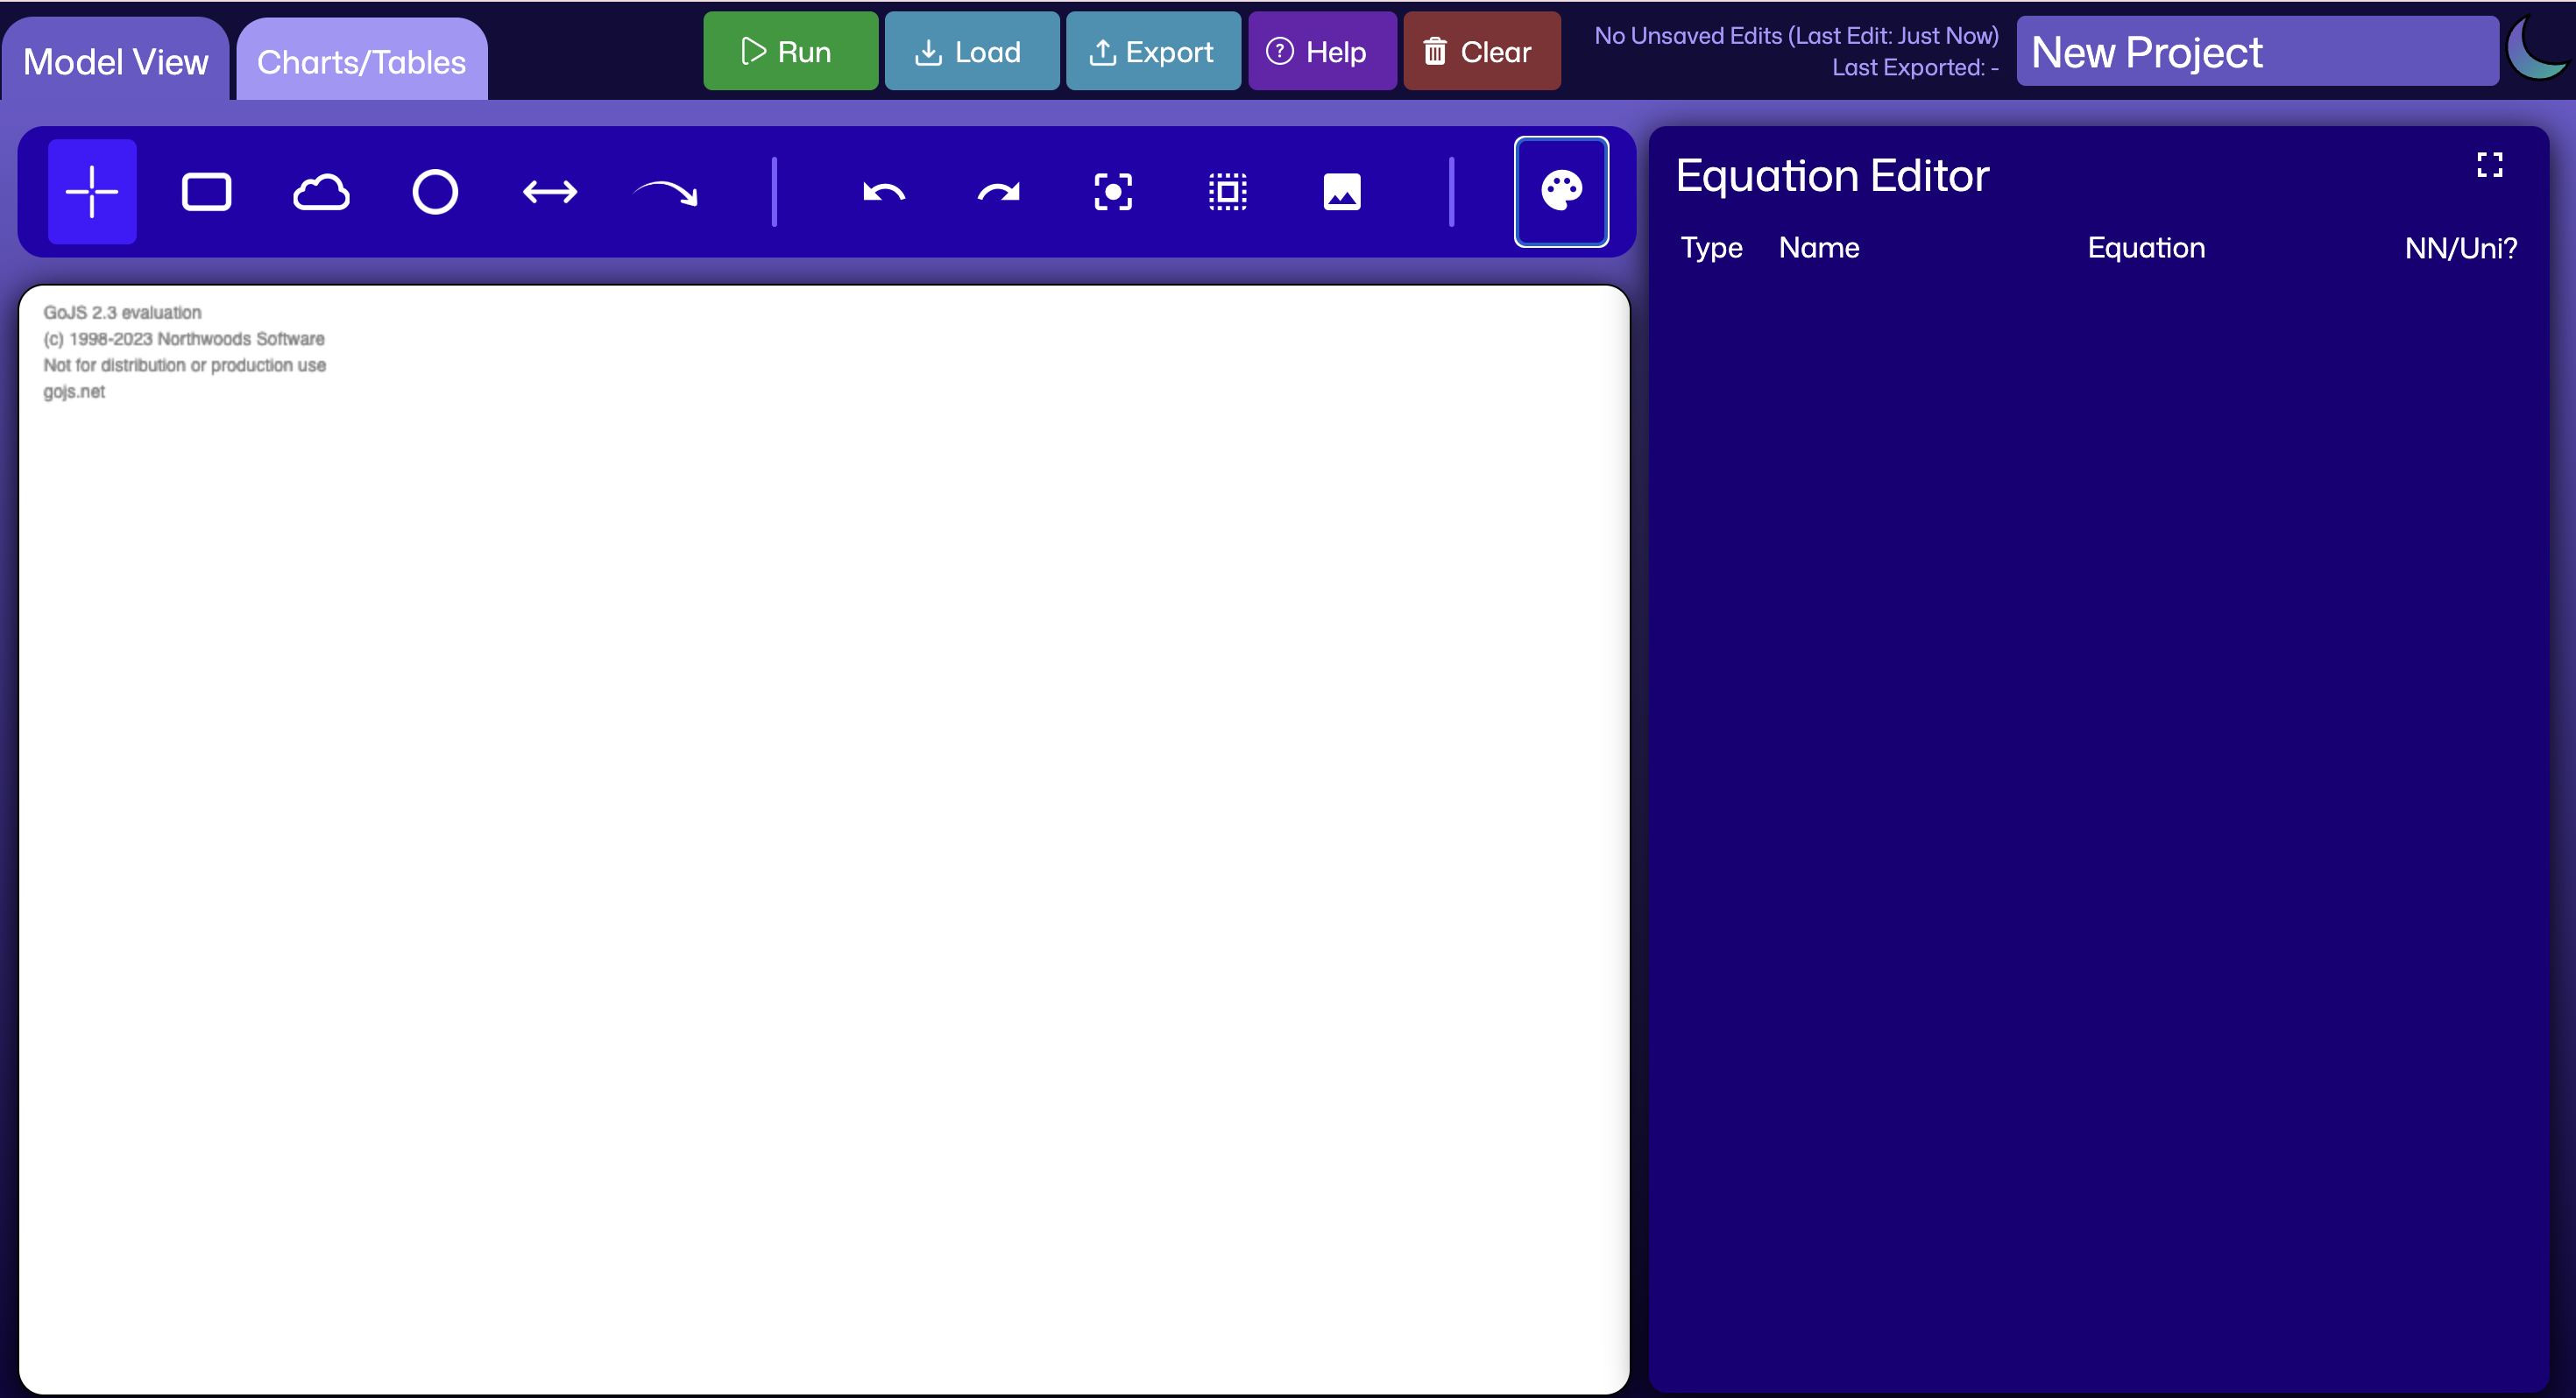 Model View
Charts/Tables
Run
Load
Export
Help
Clear
No Unsaved Edits (Last Edit: Just Now)
Last Exported: -
New Project
GoJS 2.3 evaluation
(c) 1998-2023 Northwoods Software
Not for distribution or production use
gojs.net
Equation Editor
Type Name Equation NN/Uni?